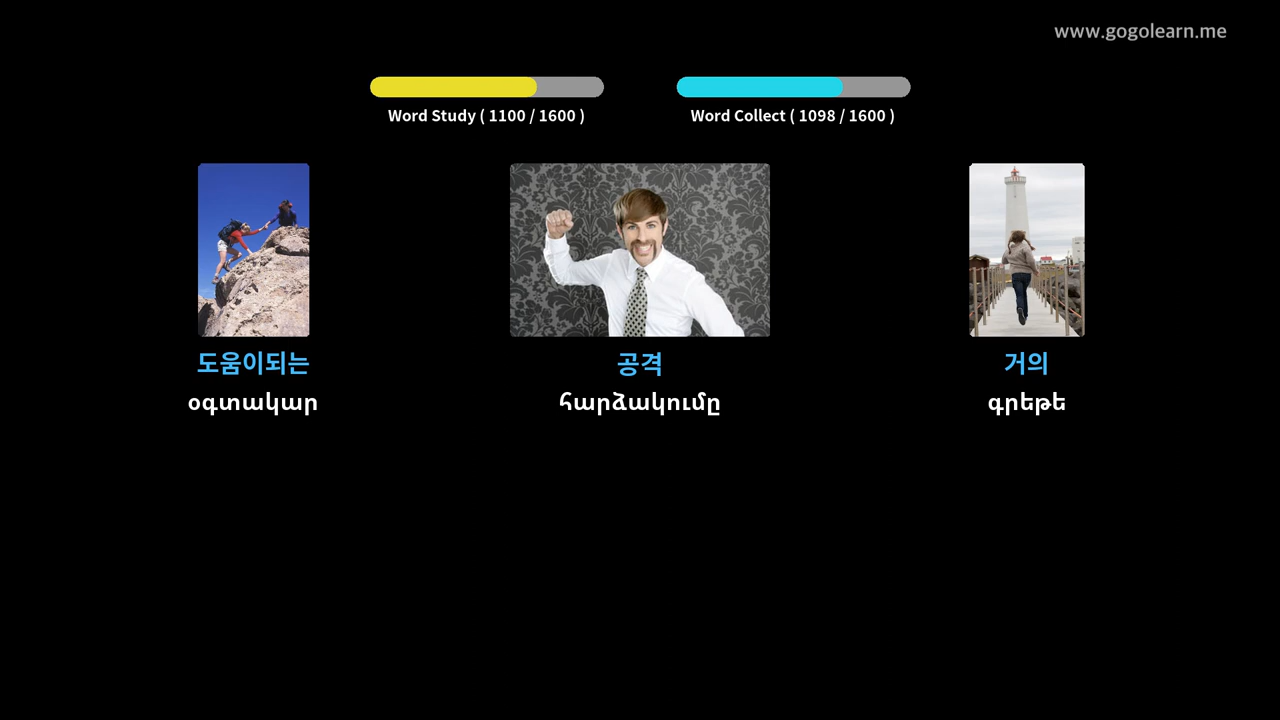 www.gogolearn.me
Word Study ( 1100 / 1600 )
Word Collect ( 1098 / 1600 )
도움이되는
공격
거의
օգտակար
հարձակումը
գրեթե